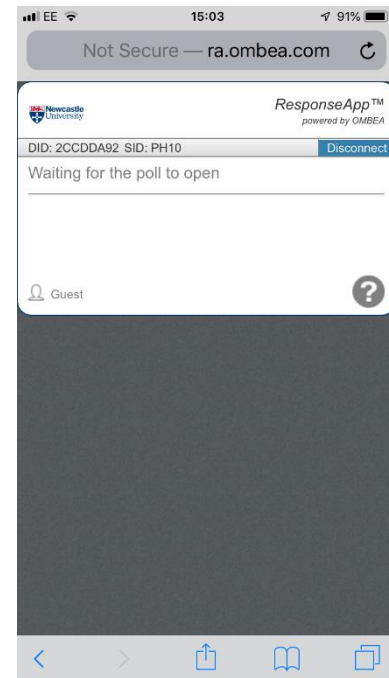 EE 15:03 91%
Not Secure — ra.ombea.com
Newcastle University
ResponseApp™
powered by OMBEA
DID: 2CCDDA92 SID: PH10 Disconnect
Waiting for the poll to open
Guest ?